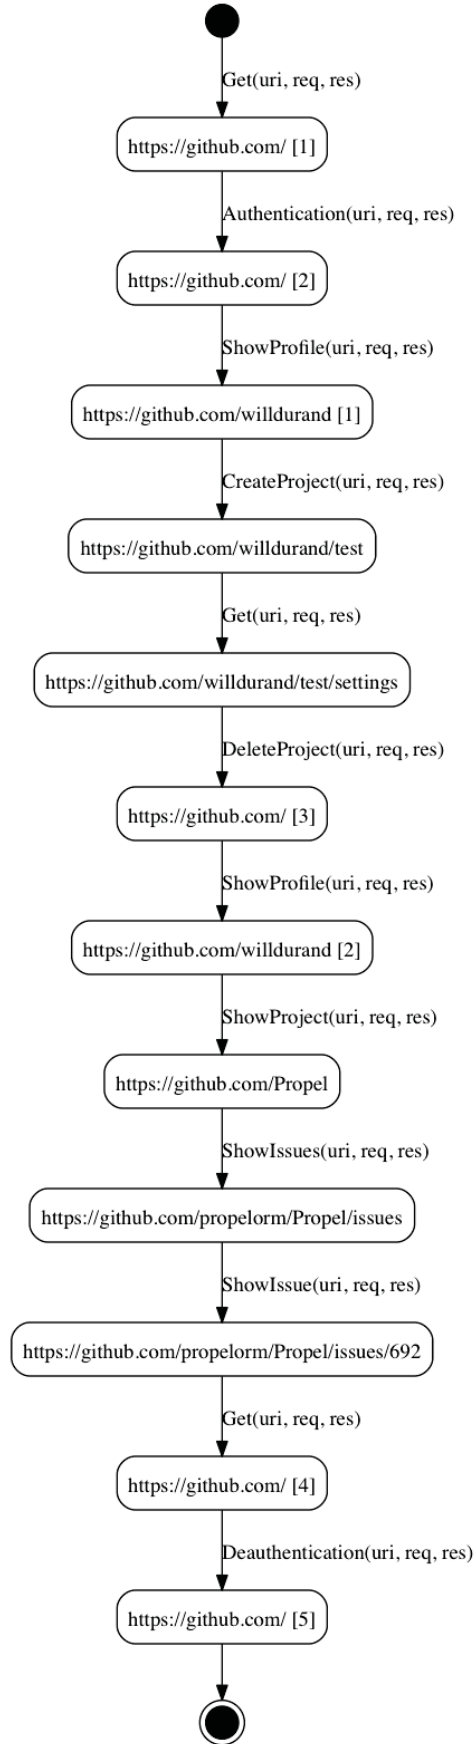 Get(uri, req, res)
https://github.com/ [1]
Authentication(uri, req, res)
https://github.com/ [2]
ShowProfile(uri, req, res)
https://github.com/willdurand [1]
CreateProject(uri, req, res)
https://github.com/willdurand/test
Get(uri, req, res)
https://github.com/willdurand/test/settings
DeleteProject(uri, req, res)
https://github.com/ [3]
ShowProfile(uri, req, res)
https://github.com/willdurand [2]
ShowProject(uri, req, res)
https://github.com/Propel
ShowIssues(uri, req, res)
https://github.com/propelorm/Propel/issues
ShowIssue(uri, req, res)
https://github.com/propelorm/Propel/issues/692
Get(uri, req, res)
https://github.com/ [4]
Deauthentication(uri, req, res)
https://github.com/ [5]